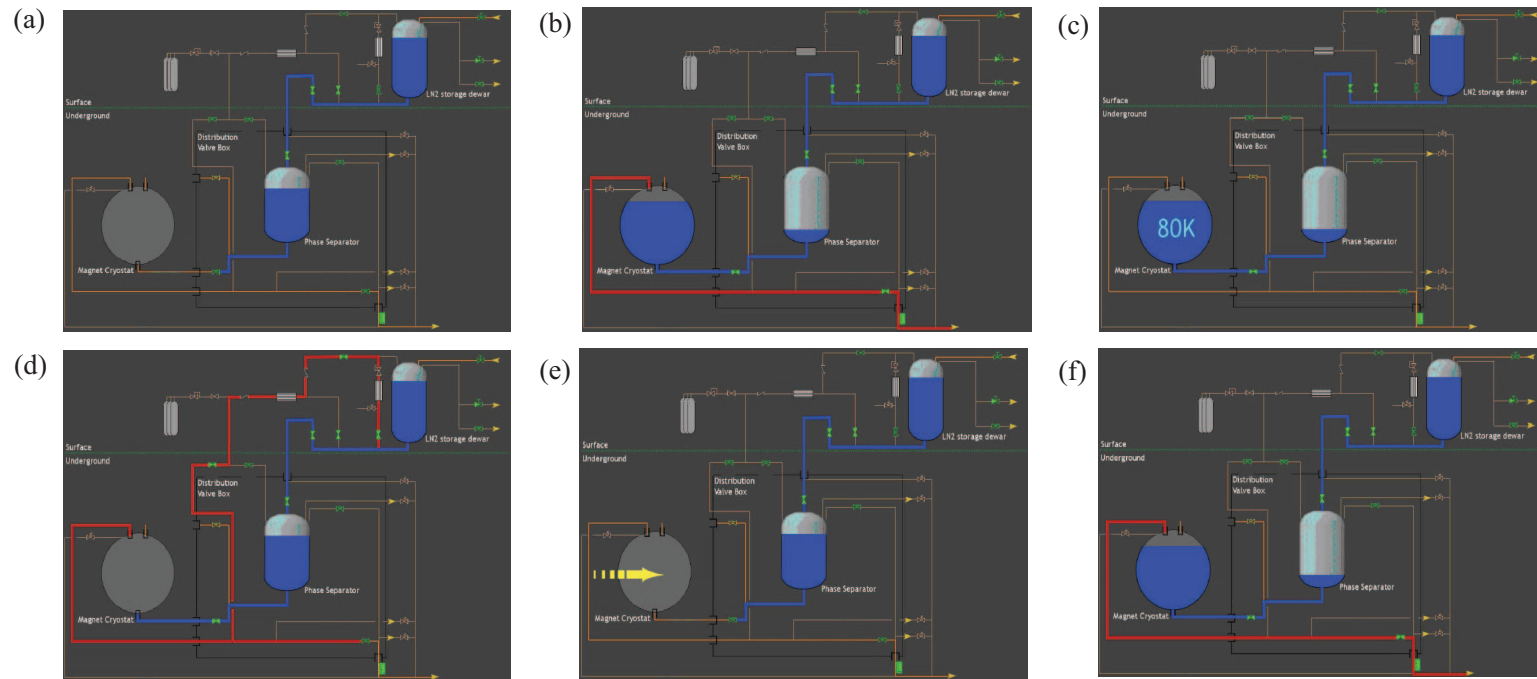 (a)
LN2 storage dewar
Surface
Underground
Distribution
Valve Box
Phase Separator
Magnet Cryostat
(b)
LN2 storage dewar
Surface
Underground
Distribution
Valve Box
Phase Separator
Magnet Cryostat
(c)
LN2 storage dewar
Surface
Underground
Distribution
Valve Box
80K
Phase Separator
Magnet Cryostat
(d)
LN2 storage dewar
Surface
Underground
Distribution
Valve Box
Phase Separator
Magnet Cryostat
(e)
LN2 storage dewar
Surface
Underground
Distribution
Valve Box
Phase Separator
Magnet Cryostat
(f)
LN2 storage dewar
Surface
Underground
Distribution
Valve Box
Phase Separator
Magnet Cryostat